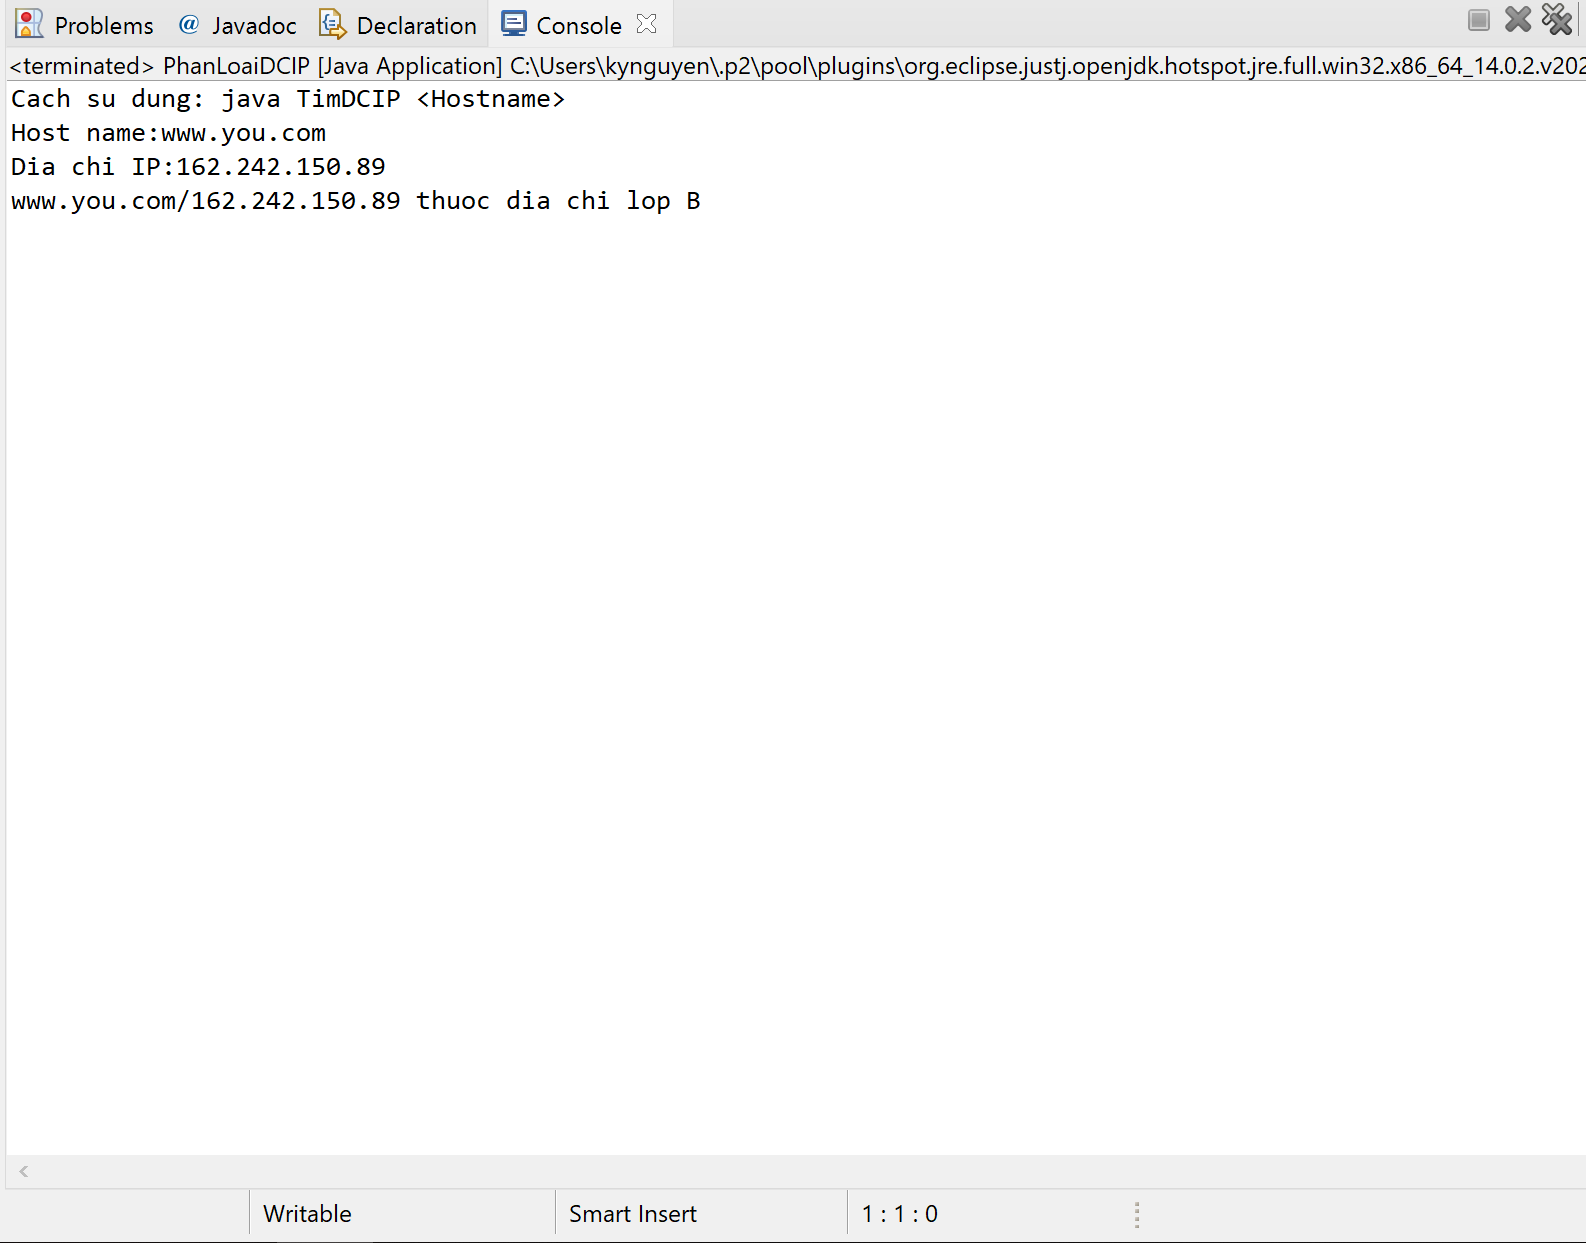 Problems @ Javadoc Declaration Console
<terminated> PhanLoaiDCIP [Java Application] C:\Users\kynguyen\.p2\pool\plugins\org.eclipse.justj.openjdk.hotspot.jre.full.win32.x86_64_14.0.2.v202
Cach su dung: java TimDCIP <Hostname>
Host name:www.you.com
Dia chi IP:162.242.150.89
www.you.com/162.242.150.89 thuoc dia chi lop B
Writable Smart Insert 1 : 1 : 0